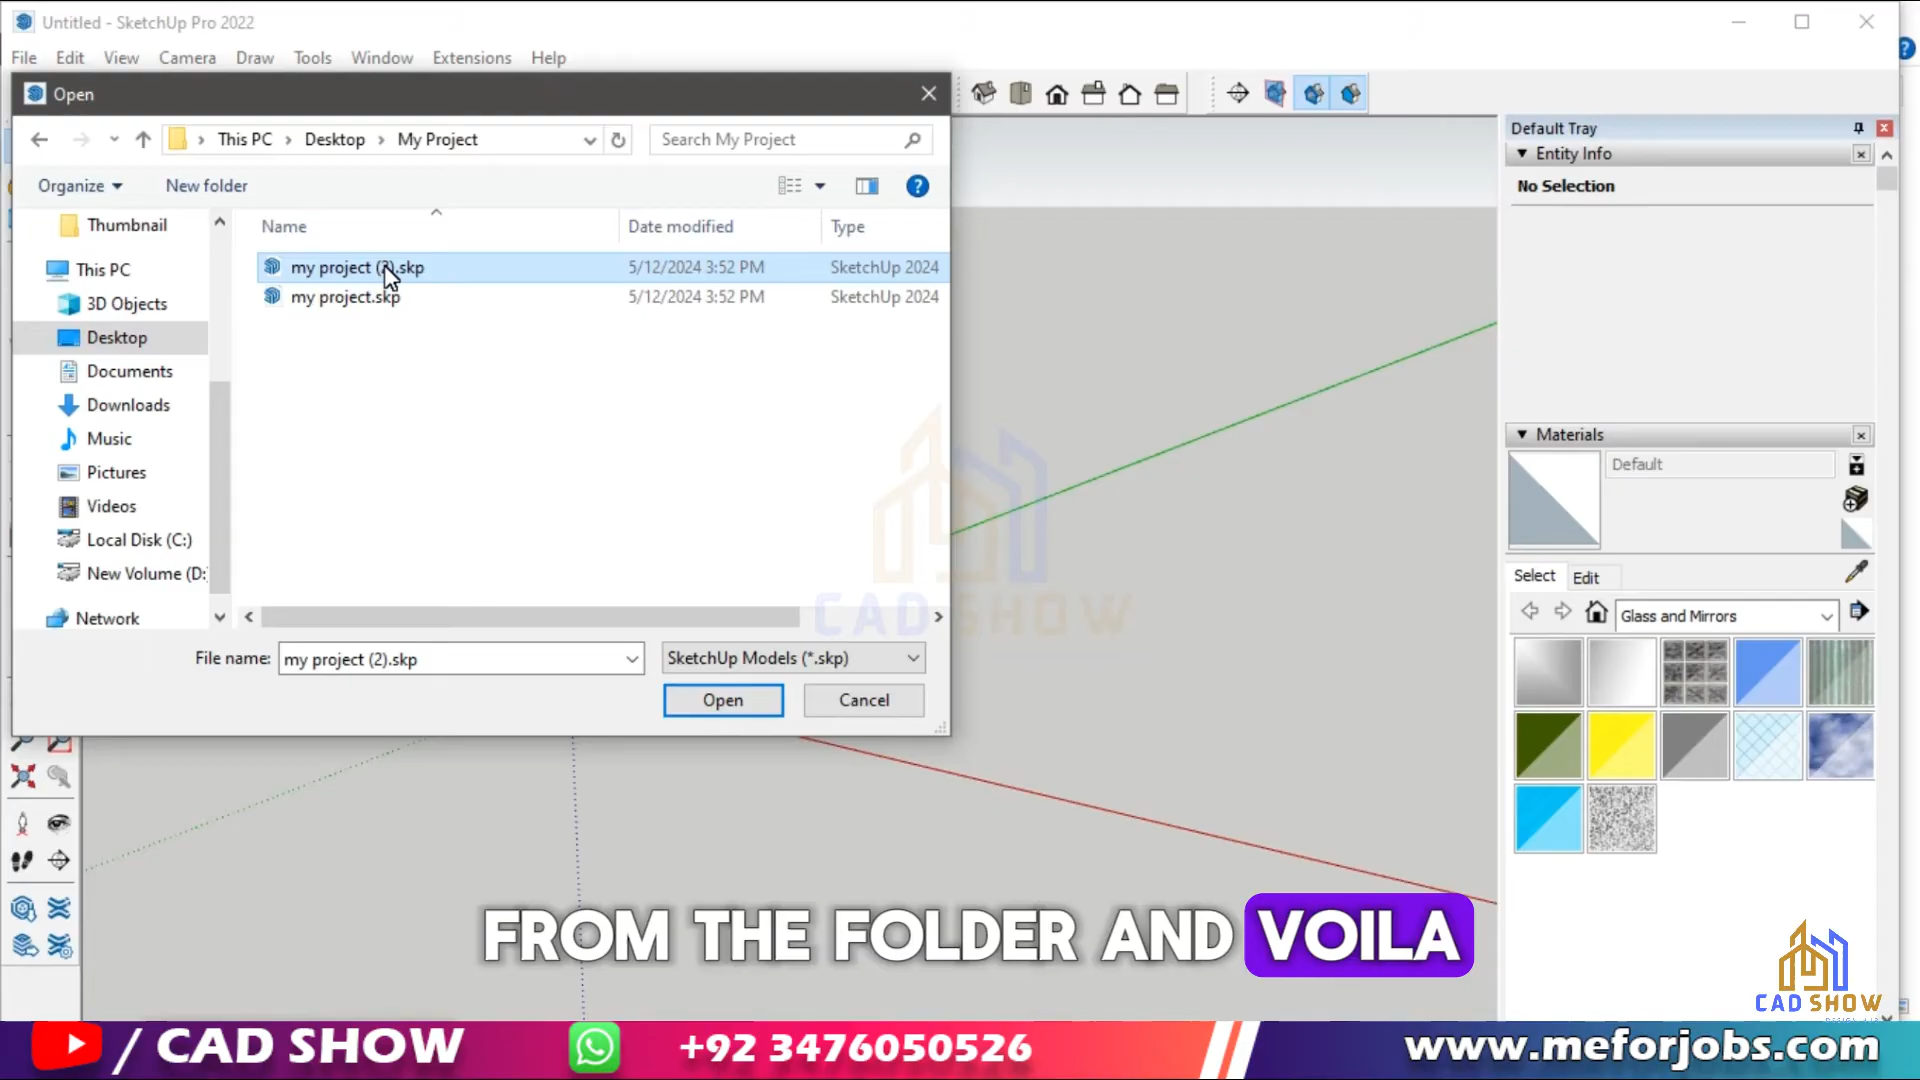 Untitled - SketchUp Pro 2022
File Edit View Camera Draw Tools Window Extensions Help
Open
This PC > Desktop > My Project
Search My Project
Organize
New folder
Thumbnail
This PC
3D Objects
Desktop
Documents
Downloads
Music
Pictures
Videos
Local Disk (C:)
New Volume (D:
Network
Name Date modified Type
my project (2).skp 5/12/2024 3:52 PM SketchUp 2024
my project.skp 5/12/2024 3:52 PM SketchUp 2024
File name: my project (2).skp
SketchUp Models (*.skp)
Open Cancel
Default Tray
Entity Info
No Selection
Materials
Default
Select Edit
Glass and Mirrors
CAD SHOW
FROM THE FOLDER AND VOILA
CAD SHOW
/ CAD SHOW
+92 3476050526
www.meforjobs.com